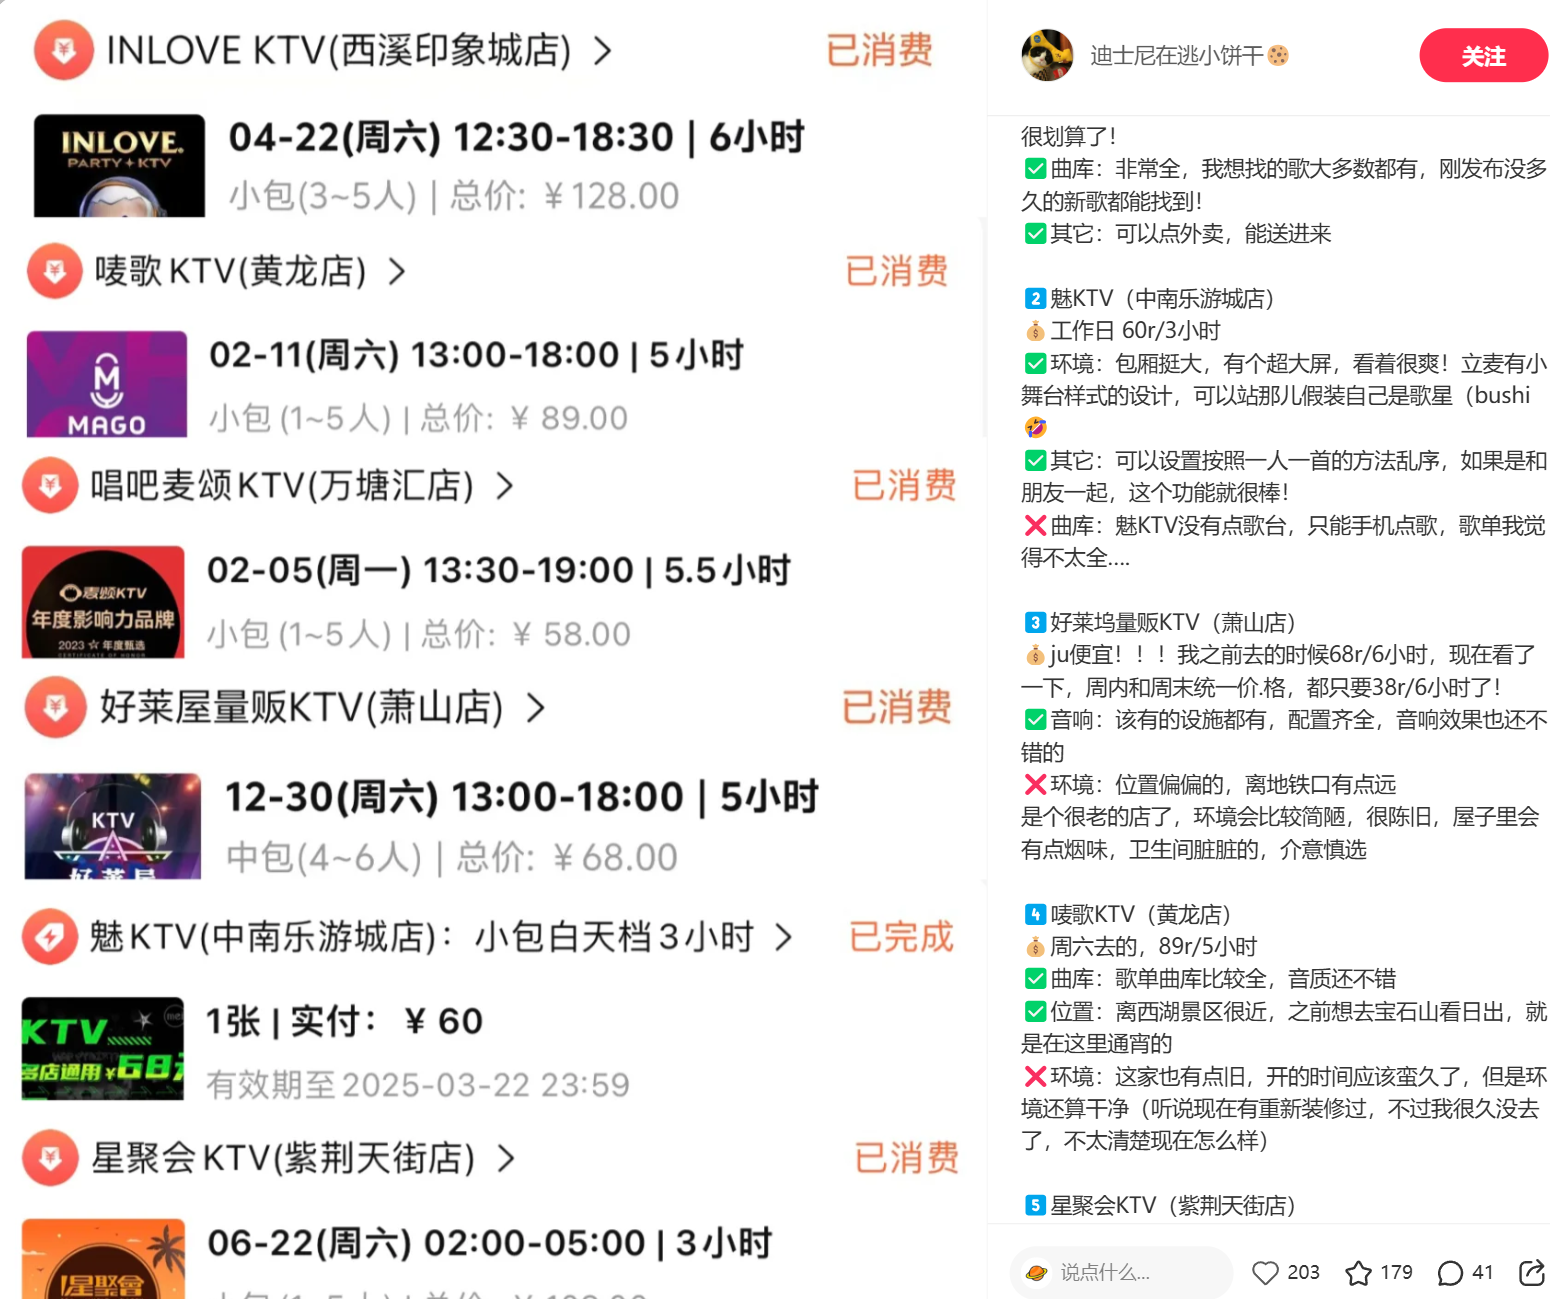 INLOVE KTV(西溪印象城店) >
已消费
INLOVE.
PARTY+KTV
04-22(周六) 12:30-18:30 | 6小时
小包(3~5人) | 总价: ¥128.00
唛歌KTV(黄龙店) >
已消费
MAGO
02-11(周六) 13:00-18:00 | 5小时
小包(1~5人) | 总价: ¥ 89.00
唱吧麦颂KTV(万塘汇店) >
已消费
麦颂KTV
年度影响力品牌
2023 ☆ 年度甄选
CERTIFICATE OF HONOR
02-05(周一) 13:30-19:00 | 5.5小时
小包(1~5人) | 总价: ¥ 58.00
好莱屋量贩KTV(萧山店) >
已消费
KTV
好莱屋
12-30(周六) 13:00-18:00 | 5小时
中包(4~6人) | 总价: ¥68.00
魅KTV(中南乐游城店)：小包白天档3小时 >
已完成
KTV
mei
多店通用¥68元
1张 | 实付： ¥ 60
有效期至2025-03-22 23:59
星聚会KTV(紫荆天街店) >
已消费
星聚會
06-22(周六) 02:00-05:00 | 3小时
迪士尼在逃小饼干🍪
关注
很划算了！
✅曲库：非常全，我想找的歌大多数都有，刚发布没多
久的新歌都能找到！
✅其它：可以点外卖，能送进来
2️⃣魅KTV（中南乐游城店）
💰工作日 60r/3小时
✅环境：包厢挺大，有个超大屏，看着很爽！立麦有小
舞台样式的设计，可以站那儿假装自己是歌星（bushi
🤣
✅其它：可以设置按照一人一首的方法乱序，如果是和
朋友一起，这个功能就很棒！
❌曲库：魅KTV没有点歌台，只能手机点歌，歌单我觉
得不太全....
3️⃣好莱坞量贩KTV（萧山店）
💰ju便宜！！！我之前去的时候68r/6小时，现在看了
一下，周内和周末统一价.格，都只要38r/6小时了！
✅音响：该有的设施都有，配置齐全，音响效果也还不
错的
❌环境：位置偏偏的，离地铁口有点远
是个很老的店了，环境会比较简陋，很陈旧，屋子里会
有点烟味，卫生间脏脏的，介意慎选
4️⃣唛歌KTV（黄龙店）
💰周六去的，89r/5小时
✅曲库：歌单曲库比较全，音质还不错
✅位置：离西湖景区很近，之前想去宝石山看日出，就
是在这里通宵的
❌环境：这家也有点旧，开的时间应该蛮久了，但是环
境还算干净（听说现在有重新装修过，不过我很久没去
了，不太清楚现在怎么样）
5️⃣星聚会KTV（紫荆天街店）
说点什么...
203
179
41